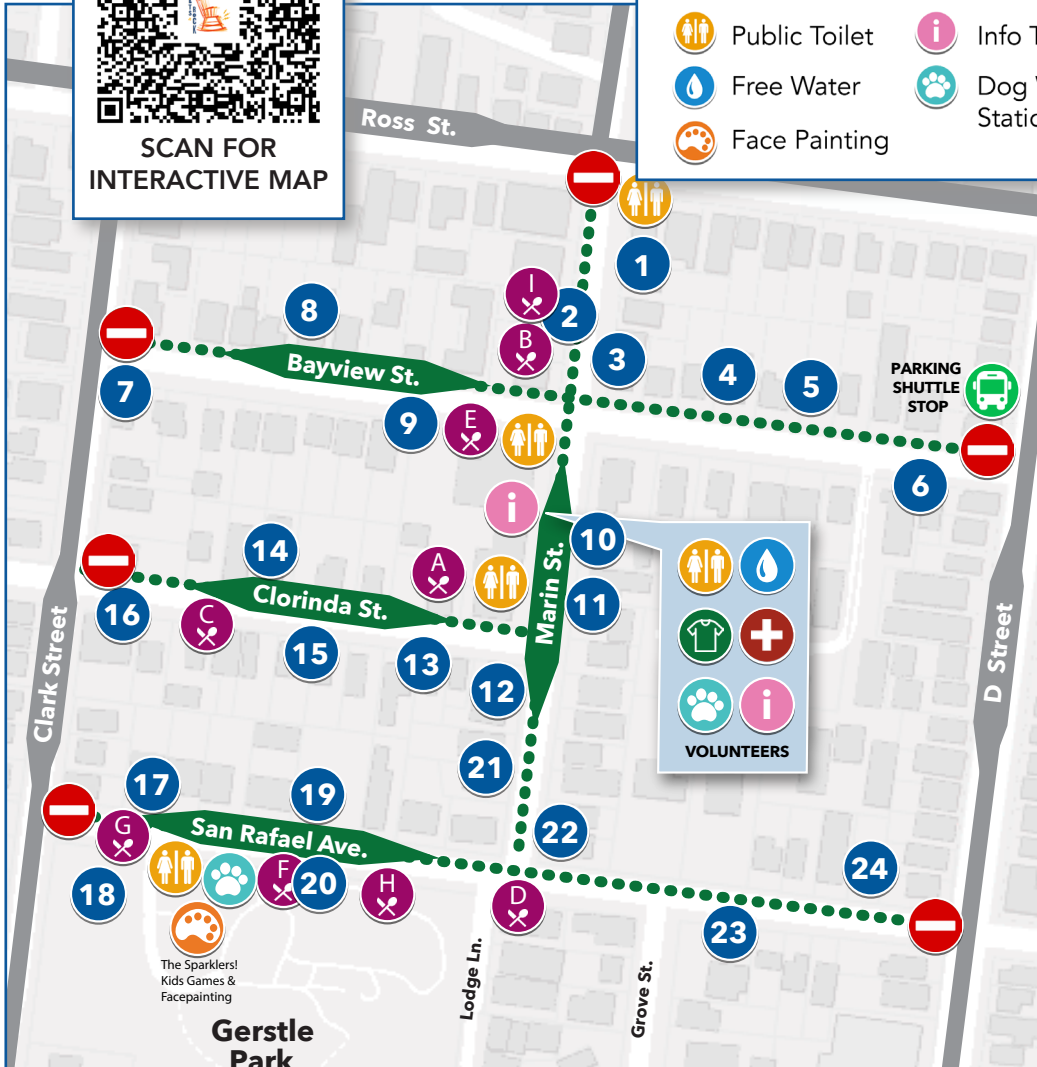 SCAN FOR
INTERACTIVE MAP
Public Toilet
Info
Free Water
Dog
Face Painting
Ross St.
1
I
2
8
B
3
PARKING
SHUTTLE
STOP
4
5
Bayview St.
7
9
E
6
i
10
14
A
Clorinda St.
Marin St.
11
16
C
15
13
12
i
VOLUNTEERS
Clark Street
D Street
21
17
19
G
San Rafael Ave.
22
18
F
20
H
D
24
23
The Sparklers!
Kids Games &
Facepainting
Lodge Ln.
Grove St.
Gerstle
Park